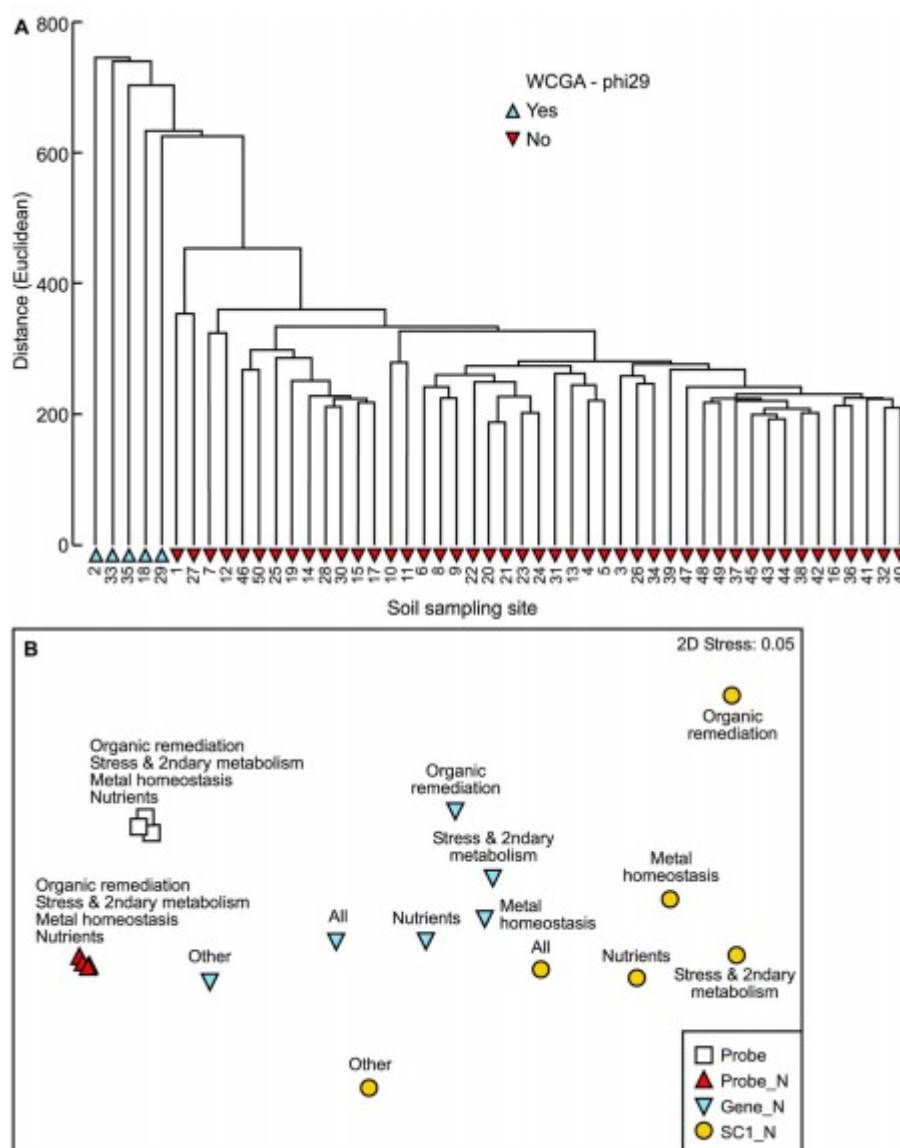 A
800
600
400
200
0
Distance (Euclidean)
WCGA - phi29
Yes
No
2 33 35 18 29 1 27 7 12 46 50 25 19 14 28 30 15 17 10 11 6 8 9 22 20 21 23 24 31 13 4 5 3 26 34 39 47 48 49 37 45 43 44 38 42 16 36 41 32
Soil sampling site
B
2D Stress: 0.05
Organic
remediation
Organic remediation
Stress & 2ndary metabolism
Metal homeostasis
Nutrients
Organic
remediation
Stress & 2ndary
metabolism
Metal
homeostasis
Organic remediation
Stress & 2ndary metabolism
Metal homeostasis
Nutrients
Other
All
Nutrients
Metal
homeostasis
All
Nutrients
Stress & 2ndary
metabolism
Other
Probe
Probe_N
Gene_N
SC1_N